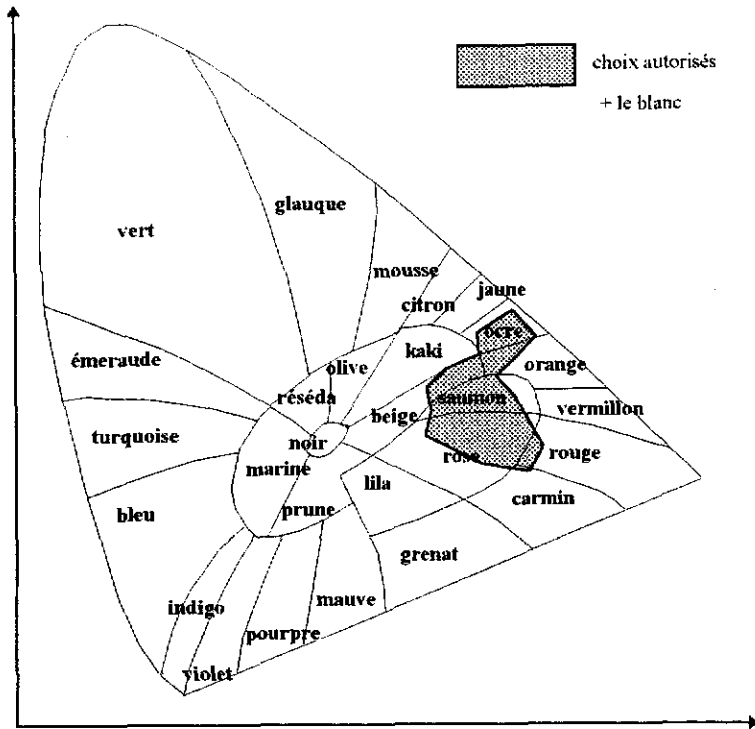 choix autorisés
+ le blanc
glauque
vert
mousse
jaune
citron
ocre
émeraude
olive
kaki
orange
réséda
saumon
vermillon
beige
turquoise
noir
rose
rouge
marine
lila
carmin
bleu
prune
grenat
indigo
mauve
pourpre
violet